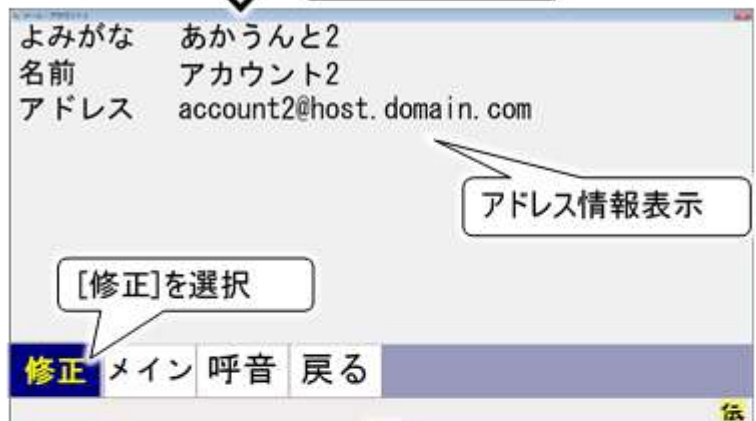 よみがな あかうんと2
名前 アカウント2
アドレス account2@host.domain.com
アドレス情報表示
[修正]を選択
修正 メイン 呼音 戻る
伝